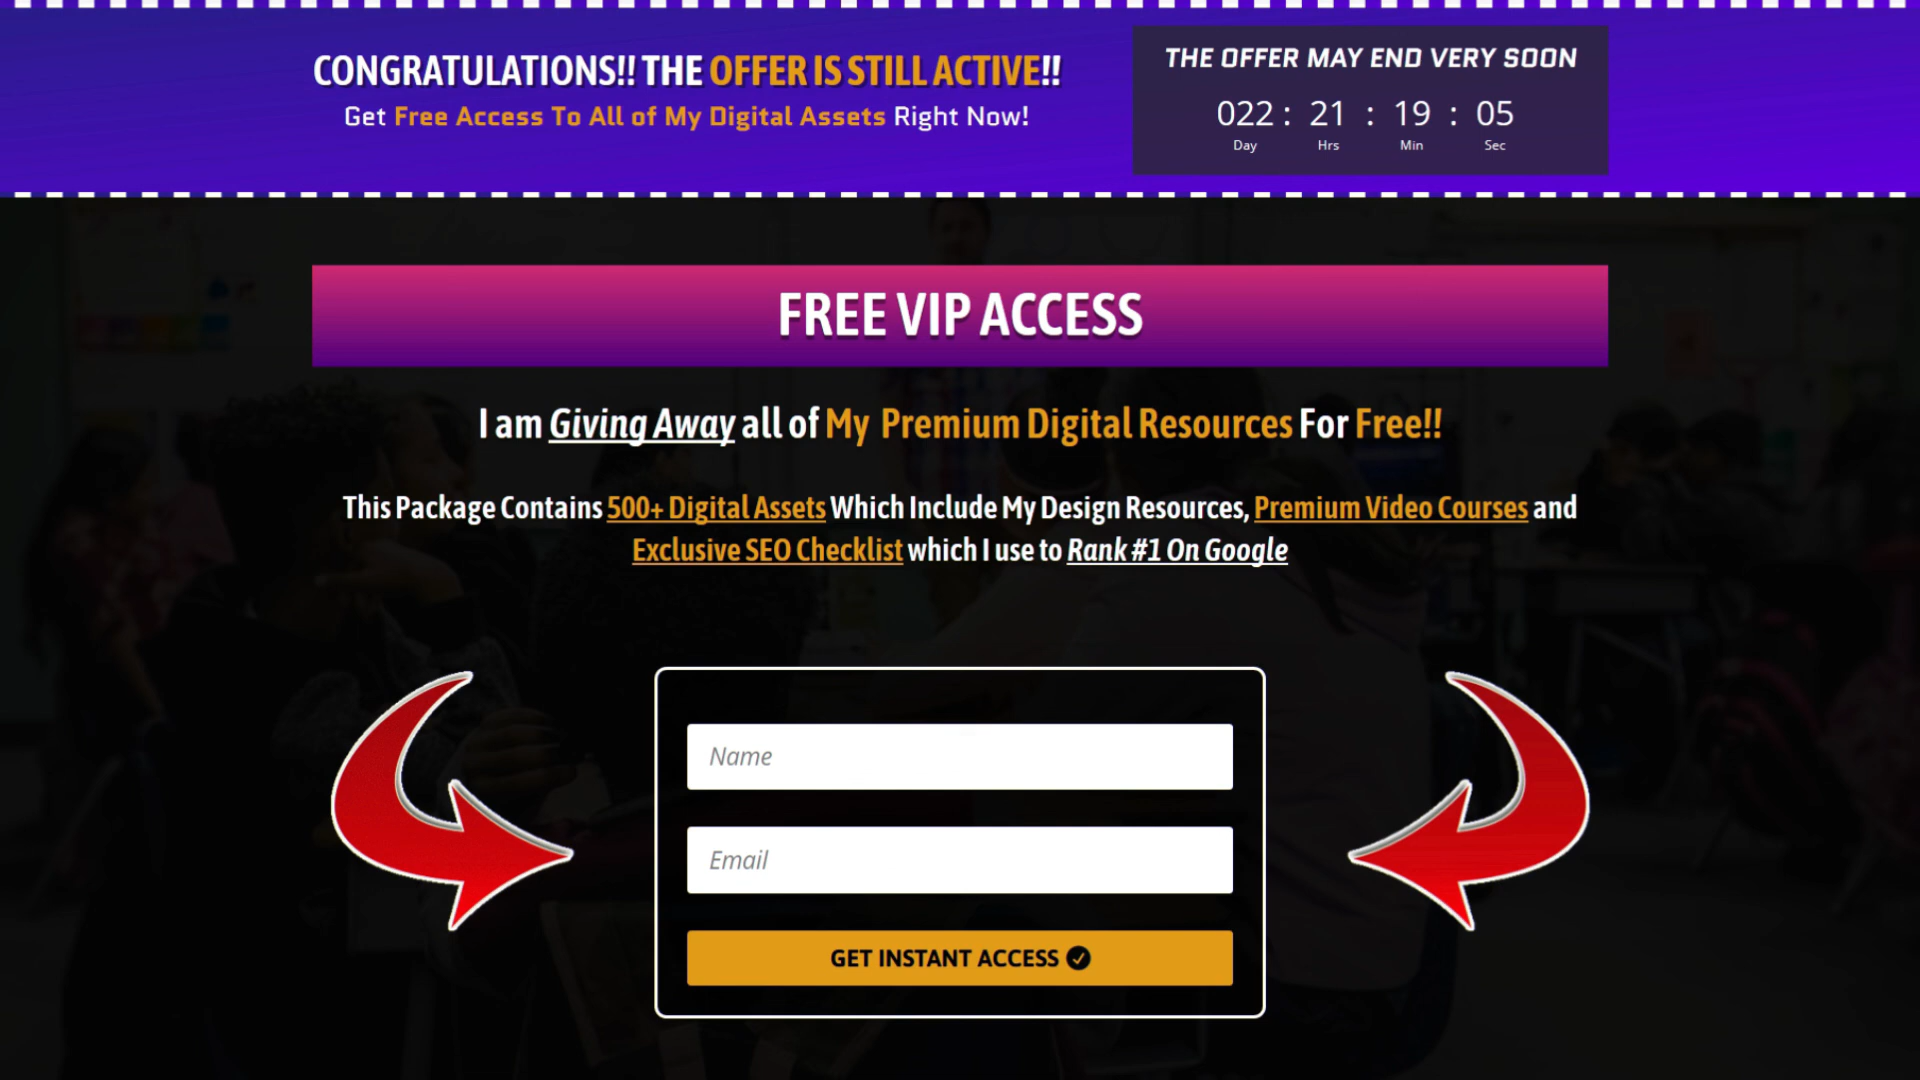 CONGRATULATIONS!! THE OFFER IS STILL ACTIVE!!
Get Free Access To All of My Digital Assets Right Now!
THE OFFER MAY END VERY SOON
022 : 21 : 19 : 05
Day Hrs Min Sec
FREE VIP ACCESS
I am Giving Away all of My Premium Digital Resources For Free!!
This Package Contains 500+ Digital Assets Which Include My Design Resources, Premium Video Courses and
Exclusive SEO Checklist which I use to Rank #1 On Google
Name
Email
GET INSTANT ACCESS